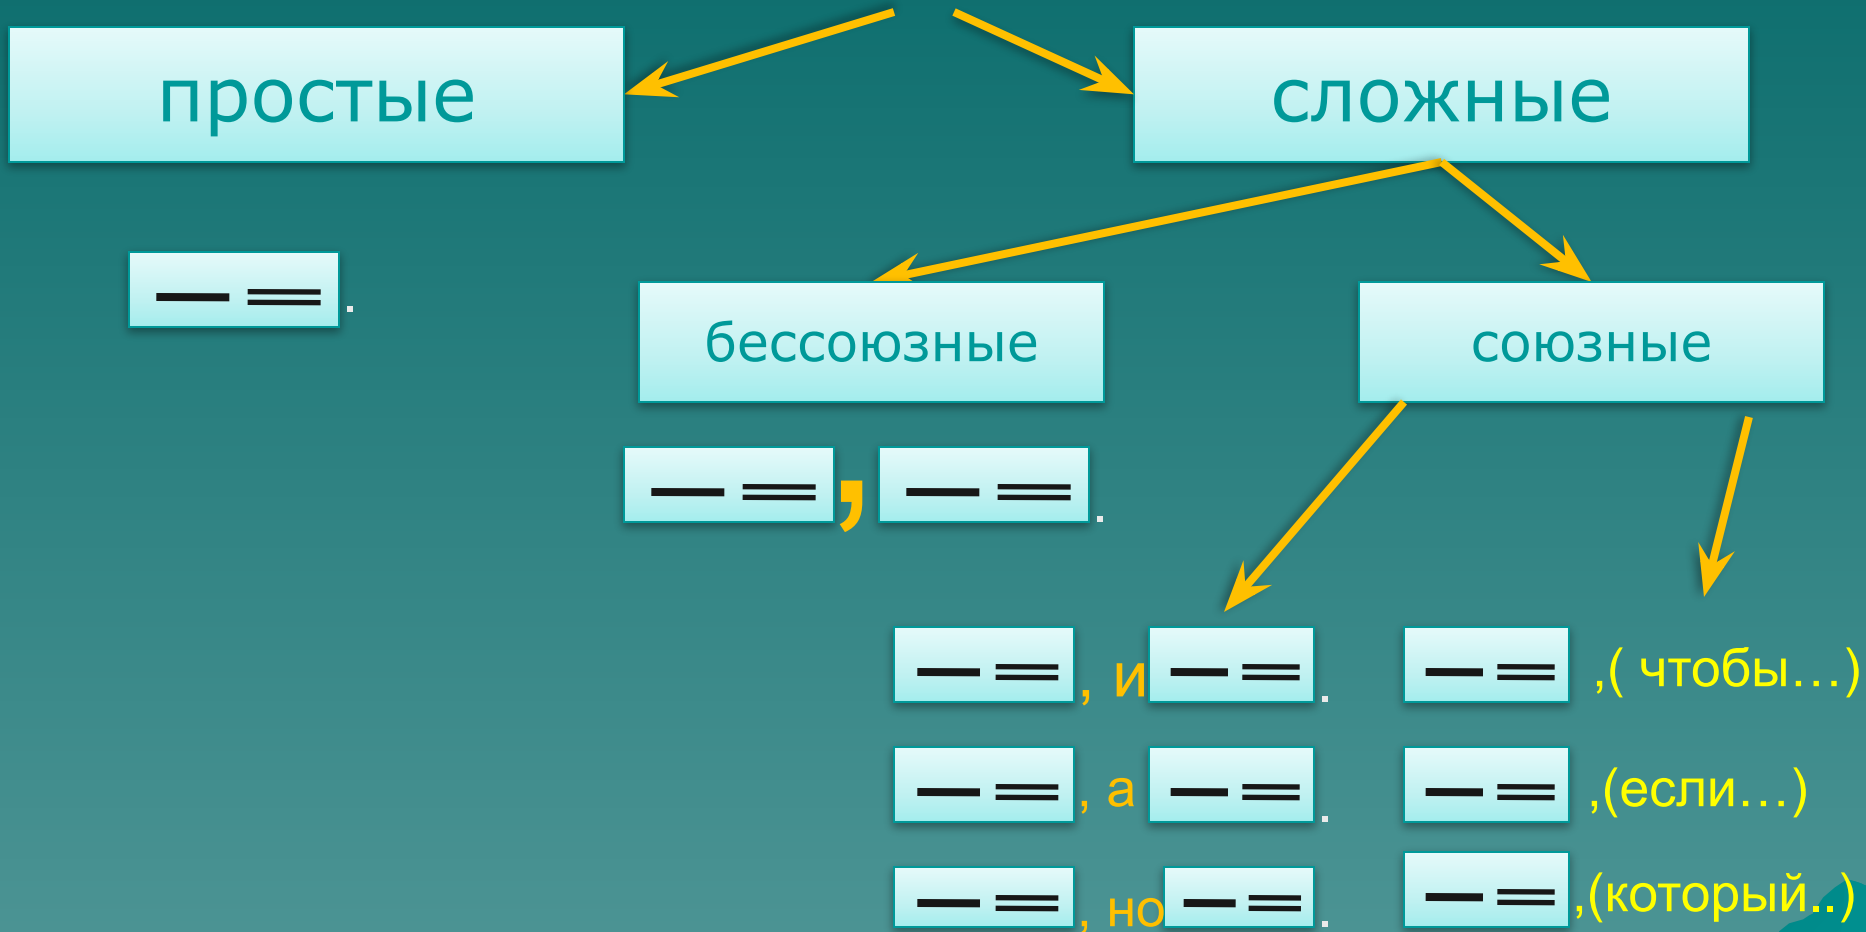 простые
сложные
бессоюзные
союзные
,
.
.
, и . ,( чтобы...)
, а . ,(если...)
, но . ,(который..)